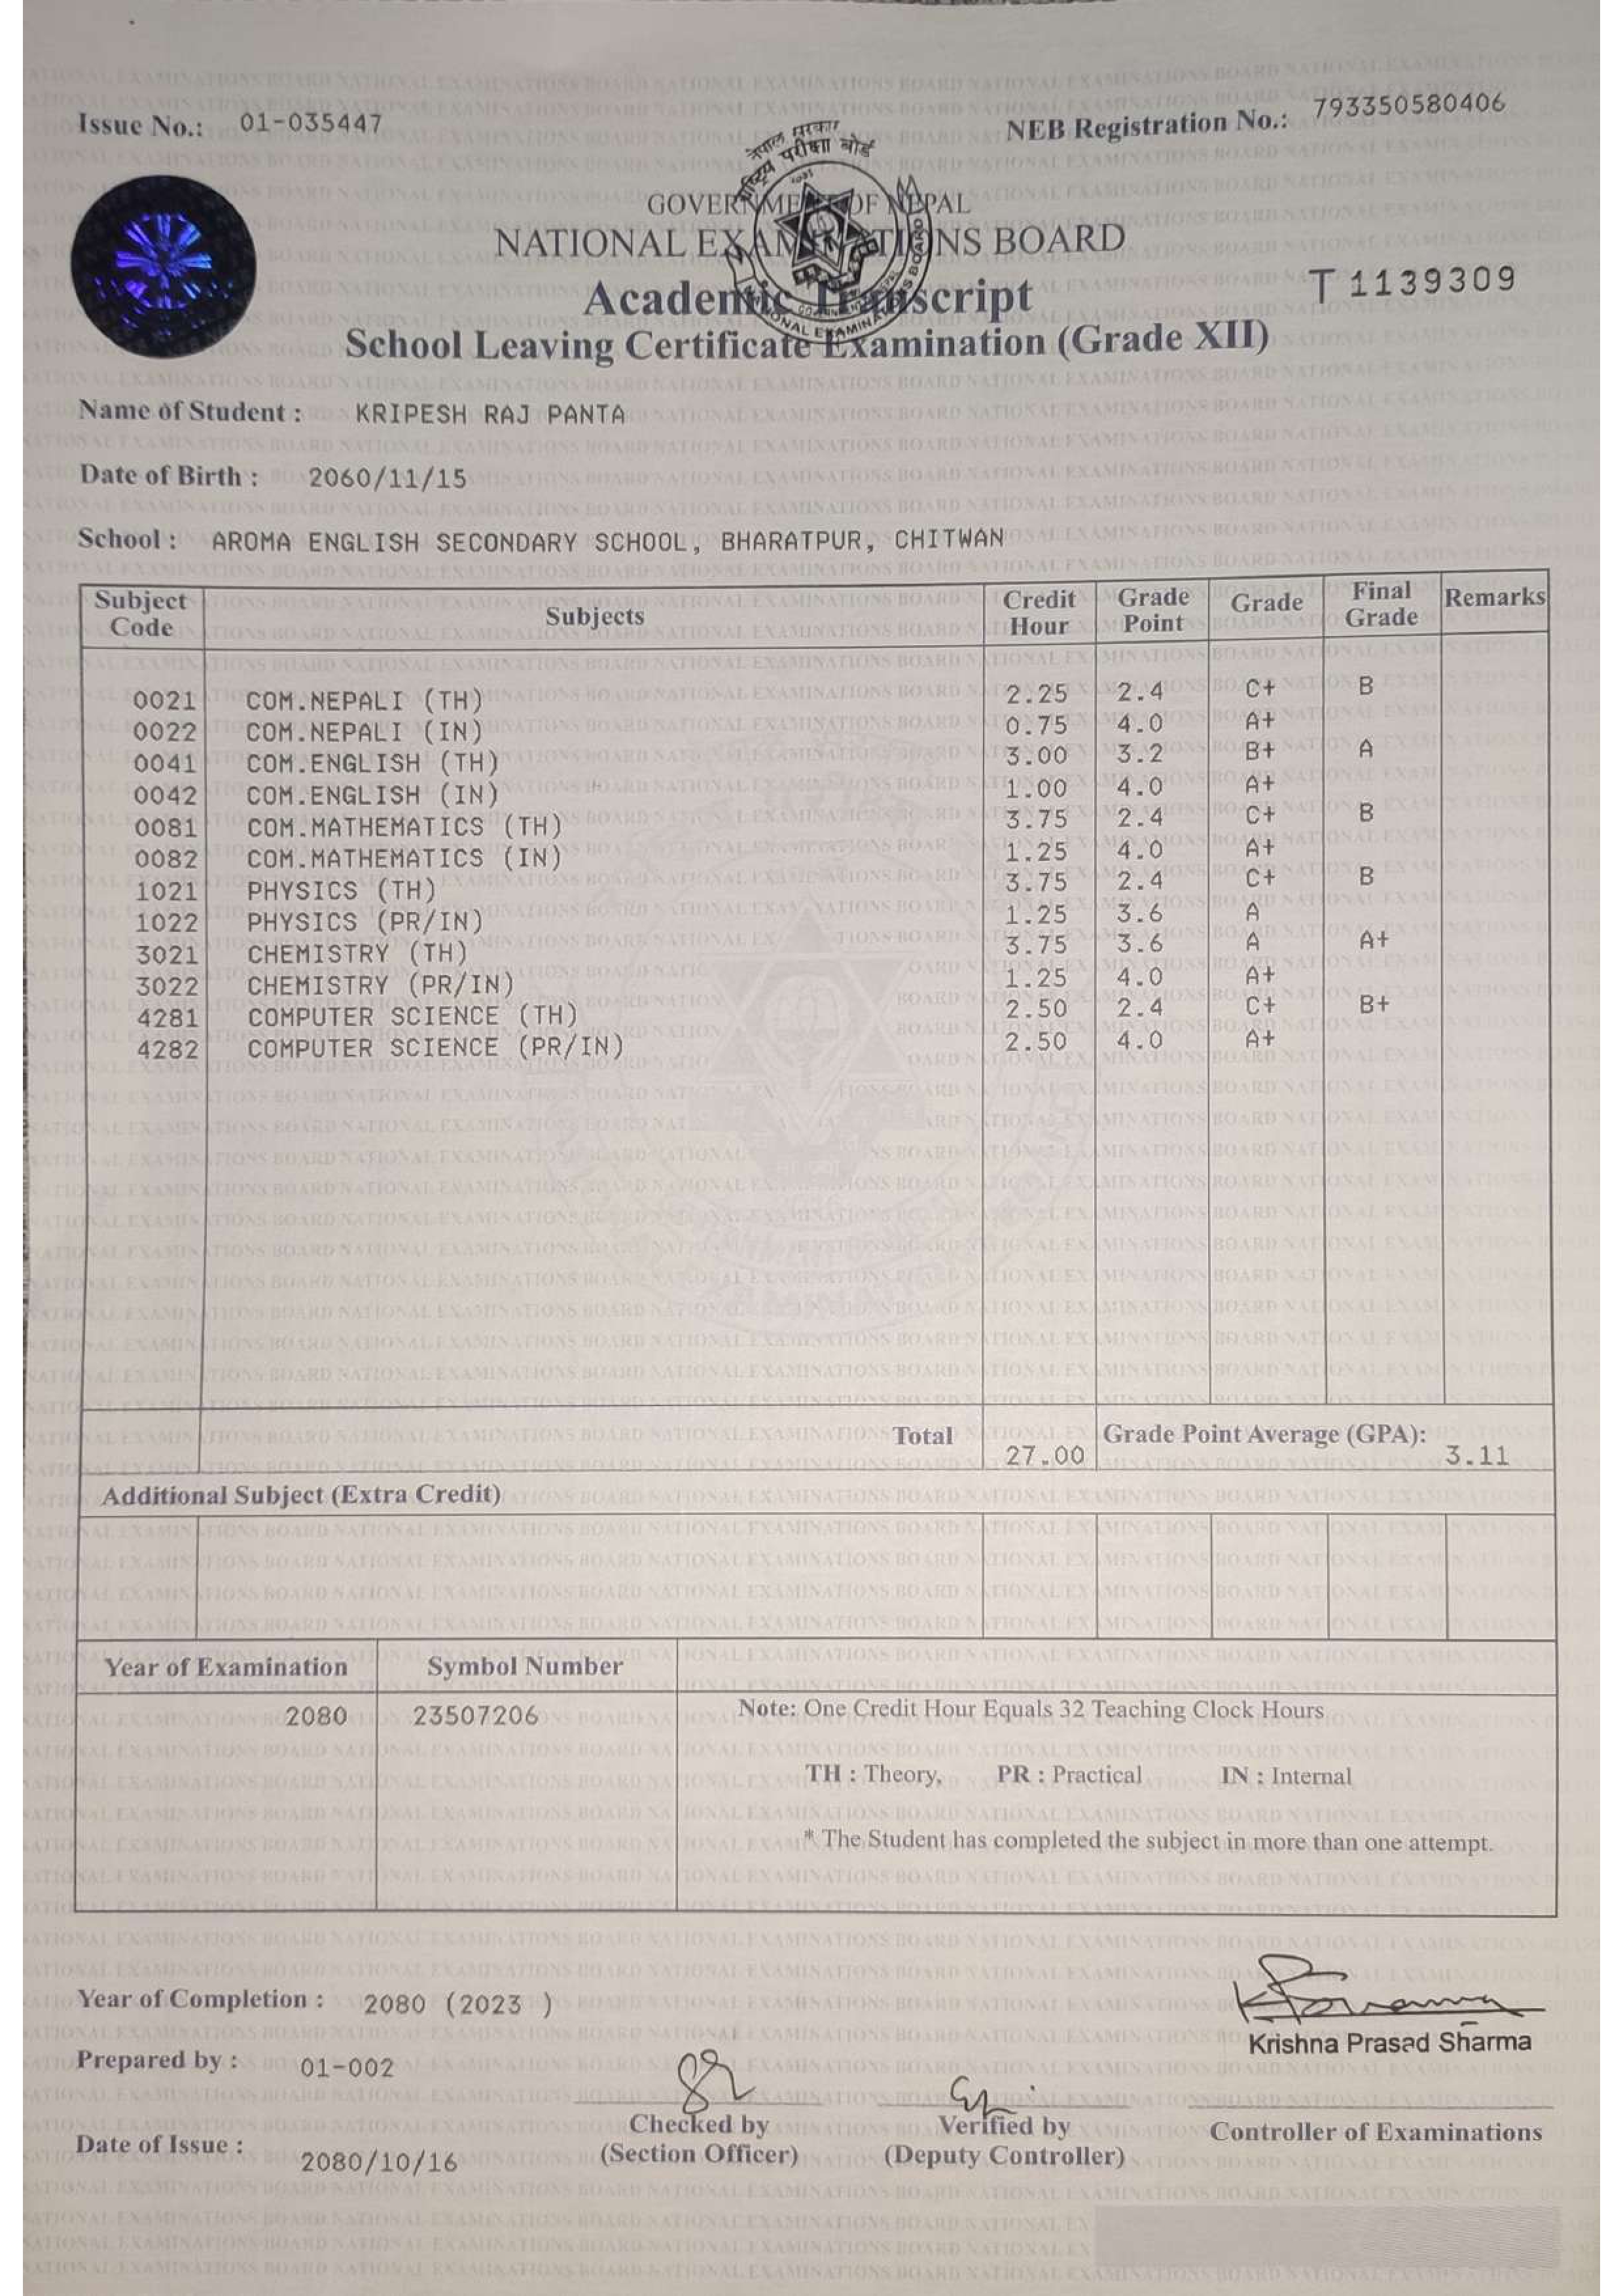 Issue No.: 01-035447
NEB Registration No.: 793350580406
नेपाल सरकार
राष्ट्रिय परीक्षा बोर्ड
GOVERNMENT OF NEPAL
NATIONAL EXAMINATIONS BOARD
Academic Transcript
T 1139309
School Leaving Certificate Examination (Grade XII)
Name of Student : KRIPESH RAJ PANTA
Date of Birth : 2060/11/15
School : AROMA ENGLISH SECONDARY SCHOOL, BHARATPUR, CHITWAN
Subject Code Subjects Credit Hour Grade Point Grade Final Grade Remarks
0021 COM.NEPALI (TH) 2.25 2.4 C+ B
0022 COM.NEPALI (IN) 0.75 4.0 A+
0041 COM.ENGLISH (TH) 3.00 3.2 B+ A
0042 COM.ENGLISH (IN) 1.00 4.0 A+
0081 COM.MATHEMATICS (TH) 3.75 2.4 C+ B
0082 COM.MATHEMATICS (IN) 1.25 4.0 A+
1021 PHYSICS (TH) 3.75 2.4 C+ B
1022 PHYSICS (PR/IN) 1.25 3.6 A
3021 CHEMISTRY (TH) 3.75 3.6 A A+
3022 CHEMISTRY (PR/IN) 1.25 4.0 A+
4281 COMPUTER SCIENCE (TH) 2.50 2.4 C+ B+
4282 COMPUTER SCIENCE (PR/IN) 2.50 4.0 A+
Total 27.00 Grade Point Average (GPA): 3.11
Additional Subject (Extra Credit)
Year of Examination Symbol Number
2080 23507206 Note: One Credit Hour Equals 32 Teaching Clock Hours
TH : Theory, PR : Practical IN : Internal
* The Student has completed the subject in more than one attempt.
Year of Completion : 2080 (2023 )
Krishna Prasad Sharma
Prepared by : 01-002
Checked by
(Section Officer)
Verified by
(Deputy Controller)
Controller of Examinations
Date of Issue : 2080/10/16